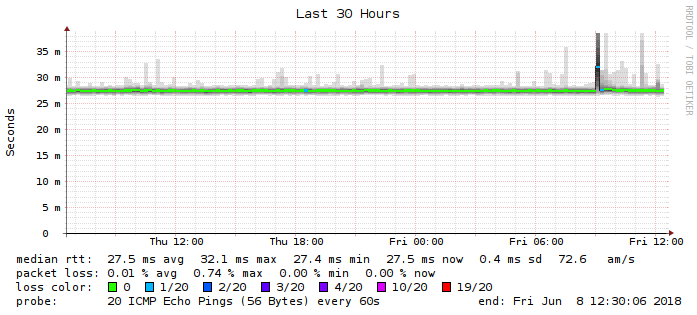 Last 30 Hours
RRDTOOL / TOBI OETIKER
Seconds
35 m
30 m
25 m
20 m
15 m
10 m
5 m
0
Thu 12:00 Thu 18:00 Fri 00:00 Fri 06:00 Fri 12:00
median rtt: 27.5 ms avg 32.1 ms max 27.4 ms min 27.5 ms now 0.4 ms sd 72.6 am/s
packet loss: 0.01 % avg 0.74 % max 0.00 % min 0.00 % now
loss color: 0 1/20 2/20 3/20 4/20 10/20 19/20
probe: 20 ICMP Echo Pings (56 Bytes) every 60s end: Fri Jun 8 12:30:06 2018